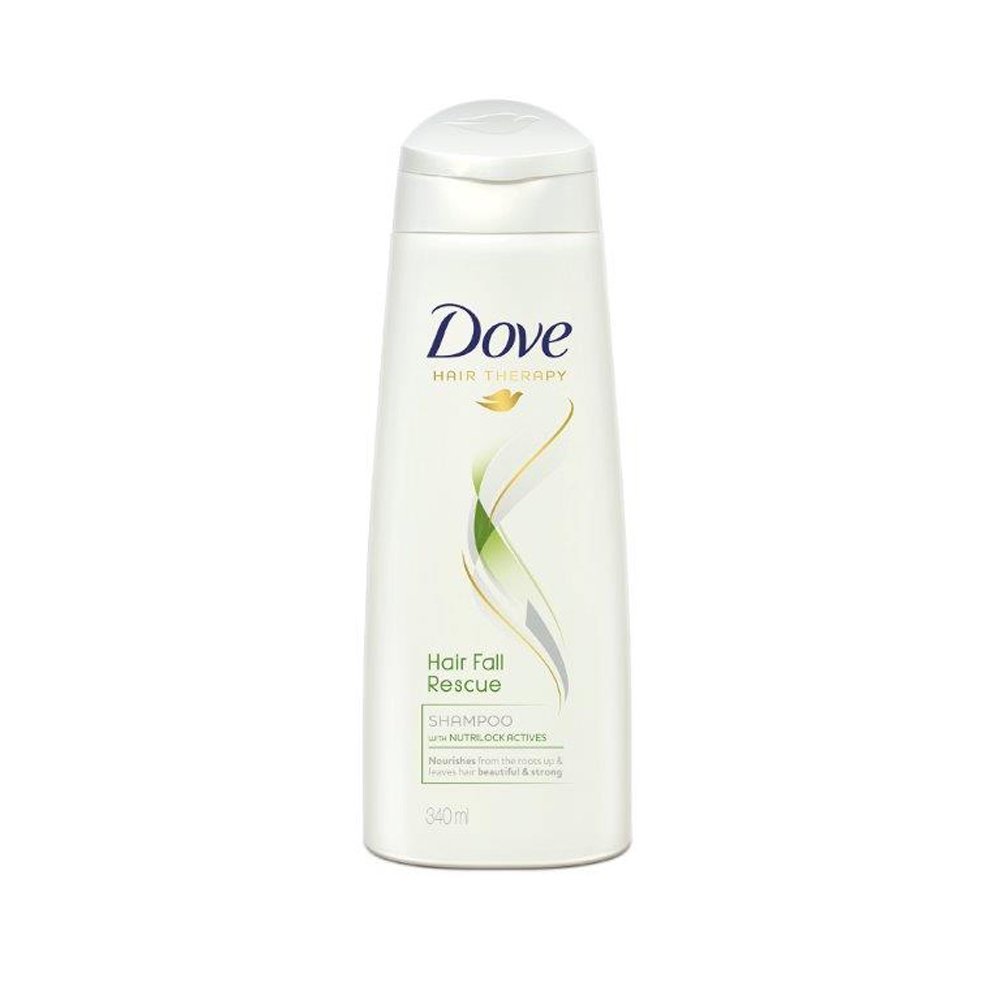 Dove
HAIR THERAPY
Hair Fall
Rescue
SHAMPOO
with NUTRILOCK ACTIVES
Nourishes from the roots up &
leaves hair beautiful & strong
340 ml